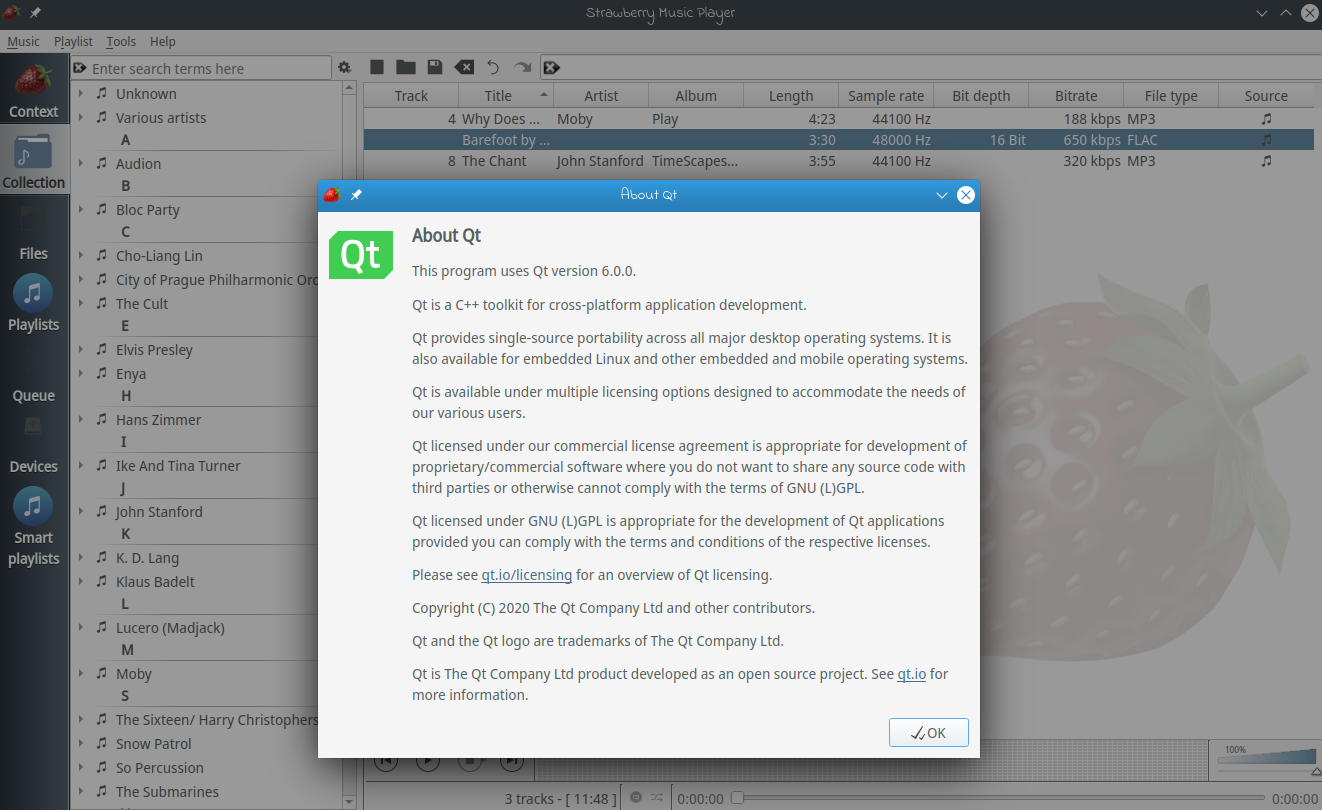 Strawberry Music Player
Music Playlist Tools Help
Enter search terms here
Context
Collection
Files
Playlists
Queue
Devices
Smart
playlists
Unknown
Various artists
A
Audion
B
Bloc Party
C
Cho-Liang Lin
City of Prague Philharmonic Orc
The Cult
E
Elvis Presley
Enya
H
Hans Zimmer
I
Ike And Tina Turner
J
John Stanford
K
K. D. Lang
Klaus Badelt
L
Lucero (Madjack)
M
Moby
S
The Sixteen/ Harry Christophers
Snow Patrol
So Percussion
The Submarines
Track Title Artist Album Length Sample rate Bit depth Bitrate File type Source
4 Why Does ... Moby Play 4:23 44100 Hz 188 kbps MP3
Barefoot by ... 3:30 48000 Hz 16 Bit 650 kbps FLAC
8 The Chant John Stanford TimeScapes... 3:55 44100 Hz 320 kbps MP3
About Qt
Qt
About Qt
This program uses Qt version 6.0.0.
Qt is a C++ toolkit for cross-platform application development.
Qt provides single-source portability across all major desktop operating systems. It is
also available for embedded Linux and other embedded and mobile operating systems.
Qt is available under multiple licensing options designed to accommodate the needs of
our various users.
Qt licensed under our commercial license agreement is appropriate for development of
proprietary/commercial software where you do not want to share any source code with
third parties or otherwise cannot comply with the terms of GNU (L)GPL.
Qt licensed under GNU (L)GPL is appropriate for the development of Qt applications
provided you can comply with the terms and conditions of the respective licenses.
Please see qt.io/licensing for an overview of Qt licensing.
Copyright (C) 2020 The Qt Company Ltd and other contributors.
Qt and the Qt logo are trademarks of The Qt Company Ltd.
Qt is The Qt Company Ltd product developed as an open source project. See qt.io for
more information.
OK
100%
3 tracks - [ 11:48 ]
0:00:00 0:00:00